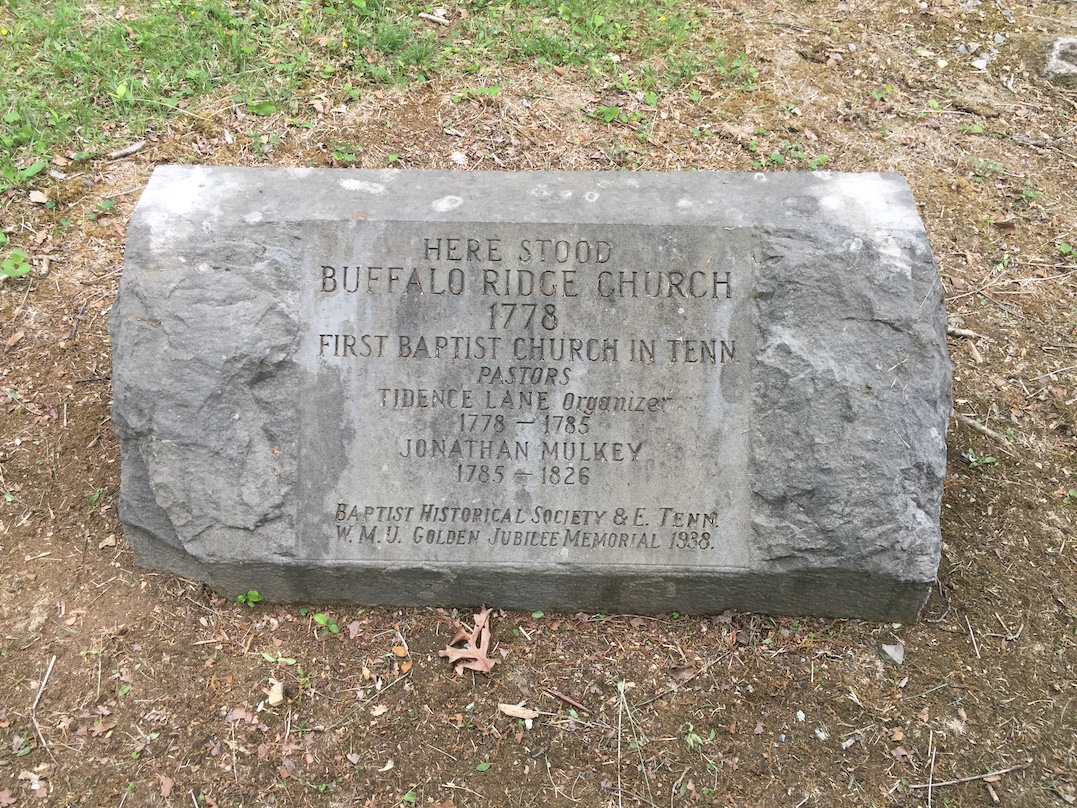 HERE STOOD
BUFFALO RIDGE CHURCH
1778
FIRST BAPTIST CHURCH IN TENN.
PASTORS
TIDENCE LANE Organizer
1778 — 1785
JONATHAN MULKEY
1785 — 1826
BAPTIST HISTORICAL SOCIETY & E. TENN.
W.M.U. GOLDEN JUBILEE MEMORIAL 1938.